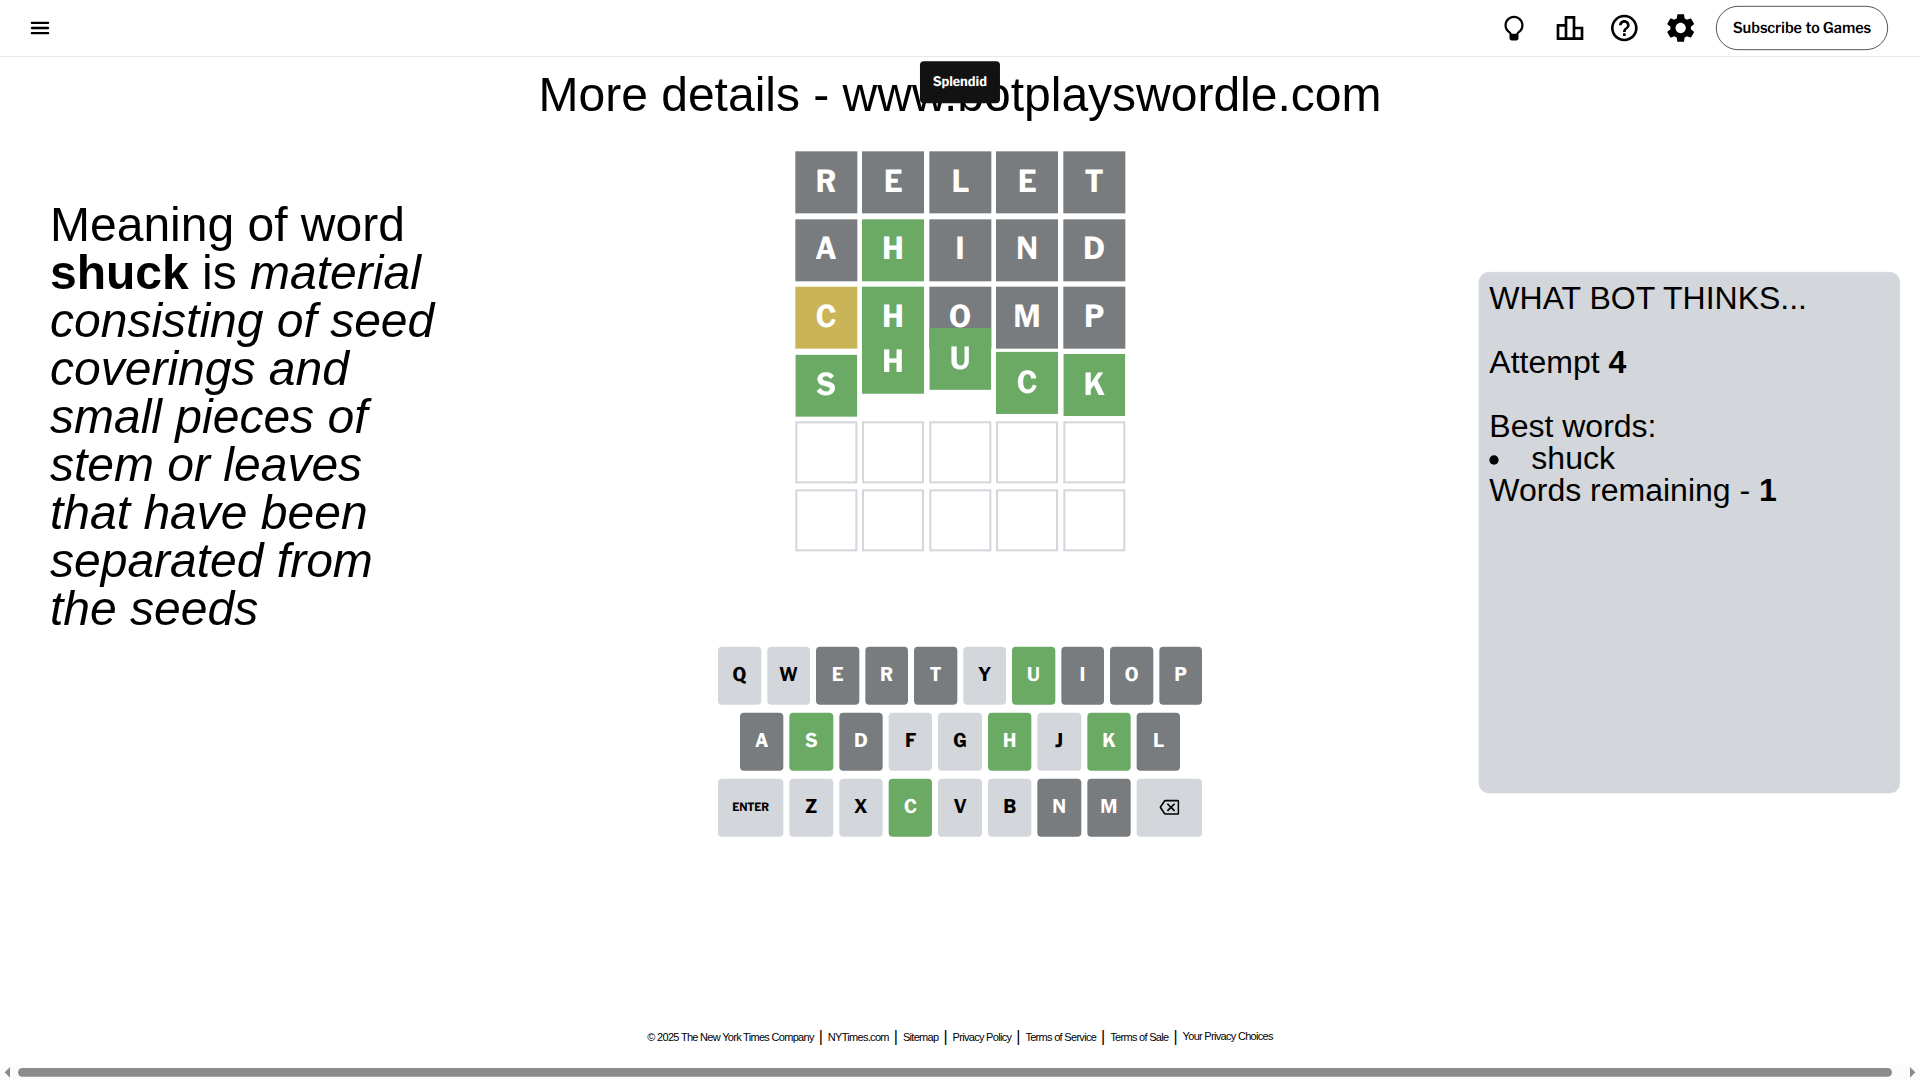 Subscribe to Games
Splendid
More details - www.botplayswordle.com
Meaning of word
shuck is material
consisting of seed
coverings and
small pieces of
stem or leaves
that have been
separated from
the seeds
R E L E T
A H I N D
C H O M P
S H U C K
WHAT BOT THINKS...
Attempt 4
Best words:
• shuck
Words remaining - 1
Q W E R T Y U I O P
A S D F G H J K L
ENTER Z X C V B N M
© 2025 The New York Times Company | NYTimes.com | Sitemap | Privacy Policy | Terms of Service | Terms of Sale | Your Privacy Choices